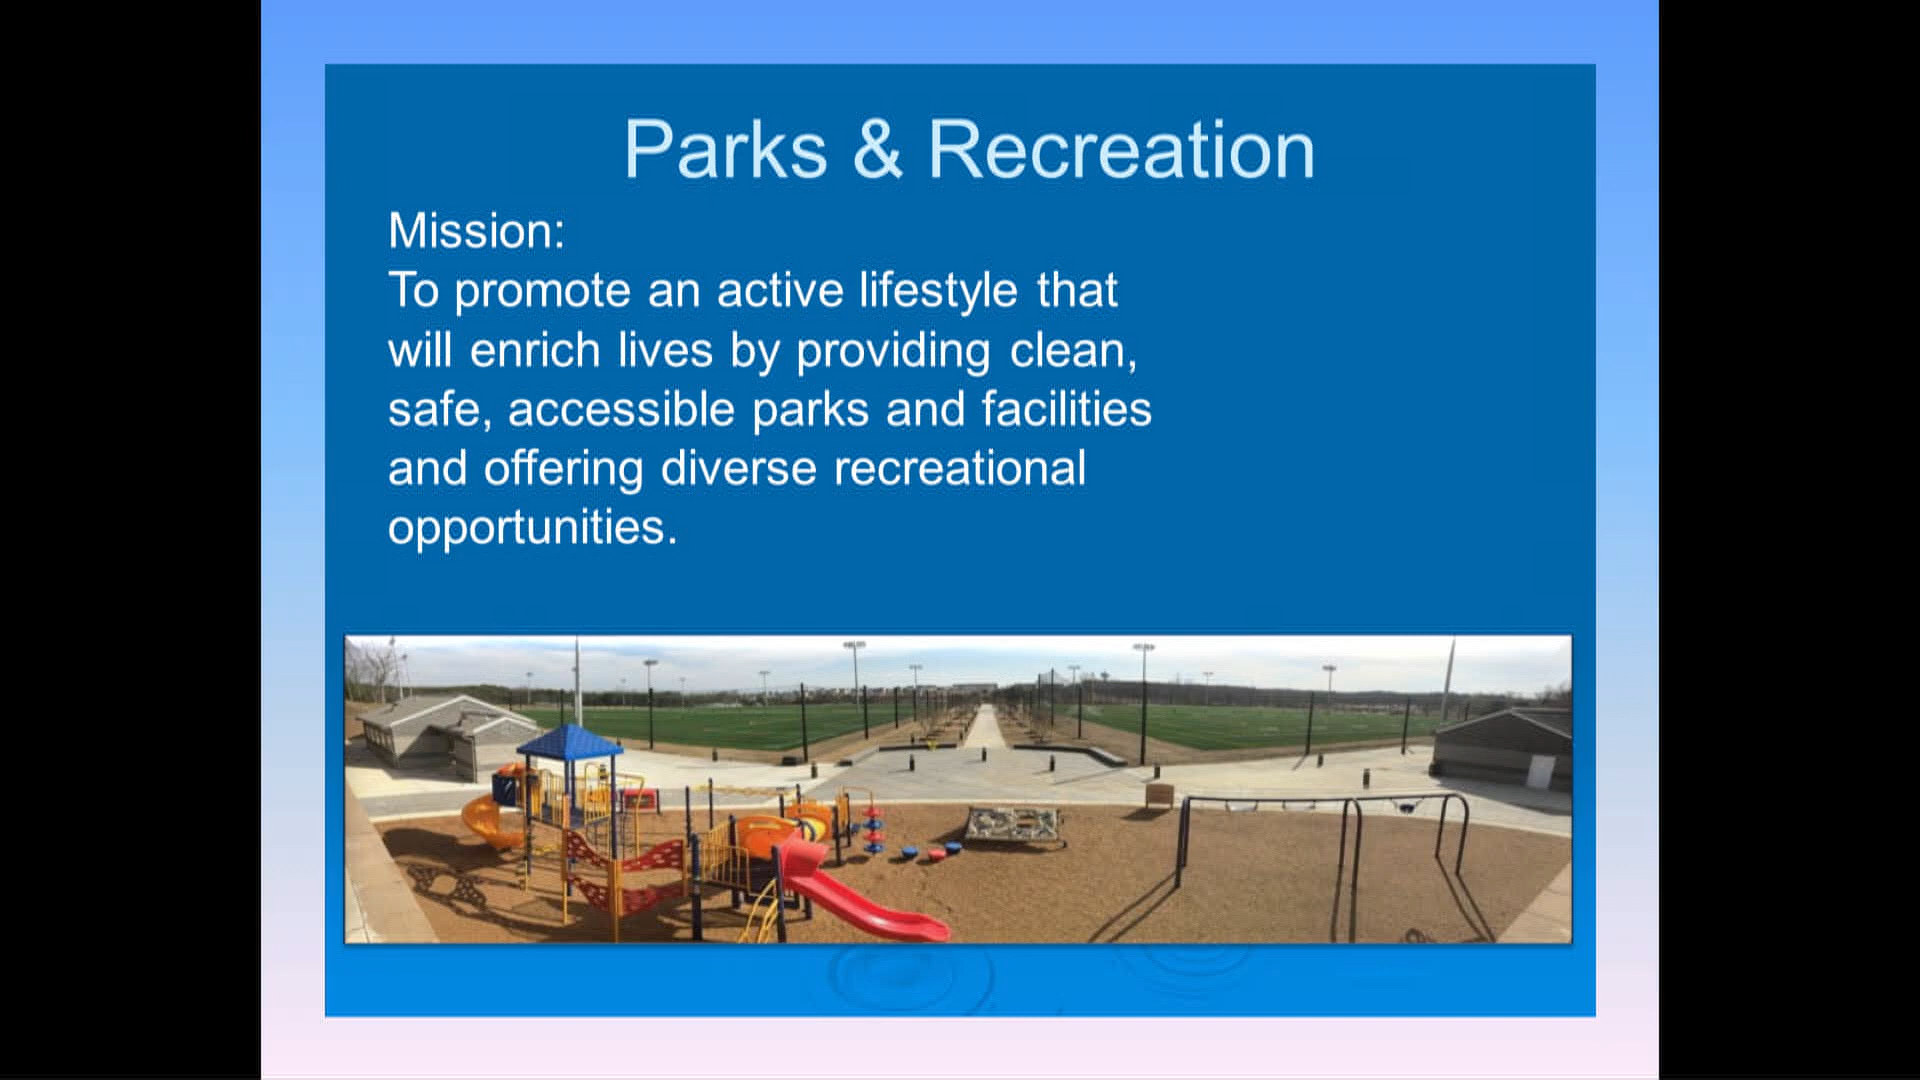 Parks & Recreation
Mission:
To promote an active lifestyle that
will enrich lives by providing clean,
safe, accessible parks and facilities
and offering diverse recreational
opportunities.